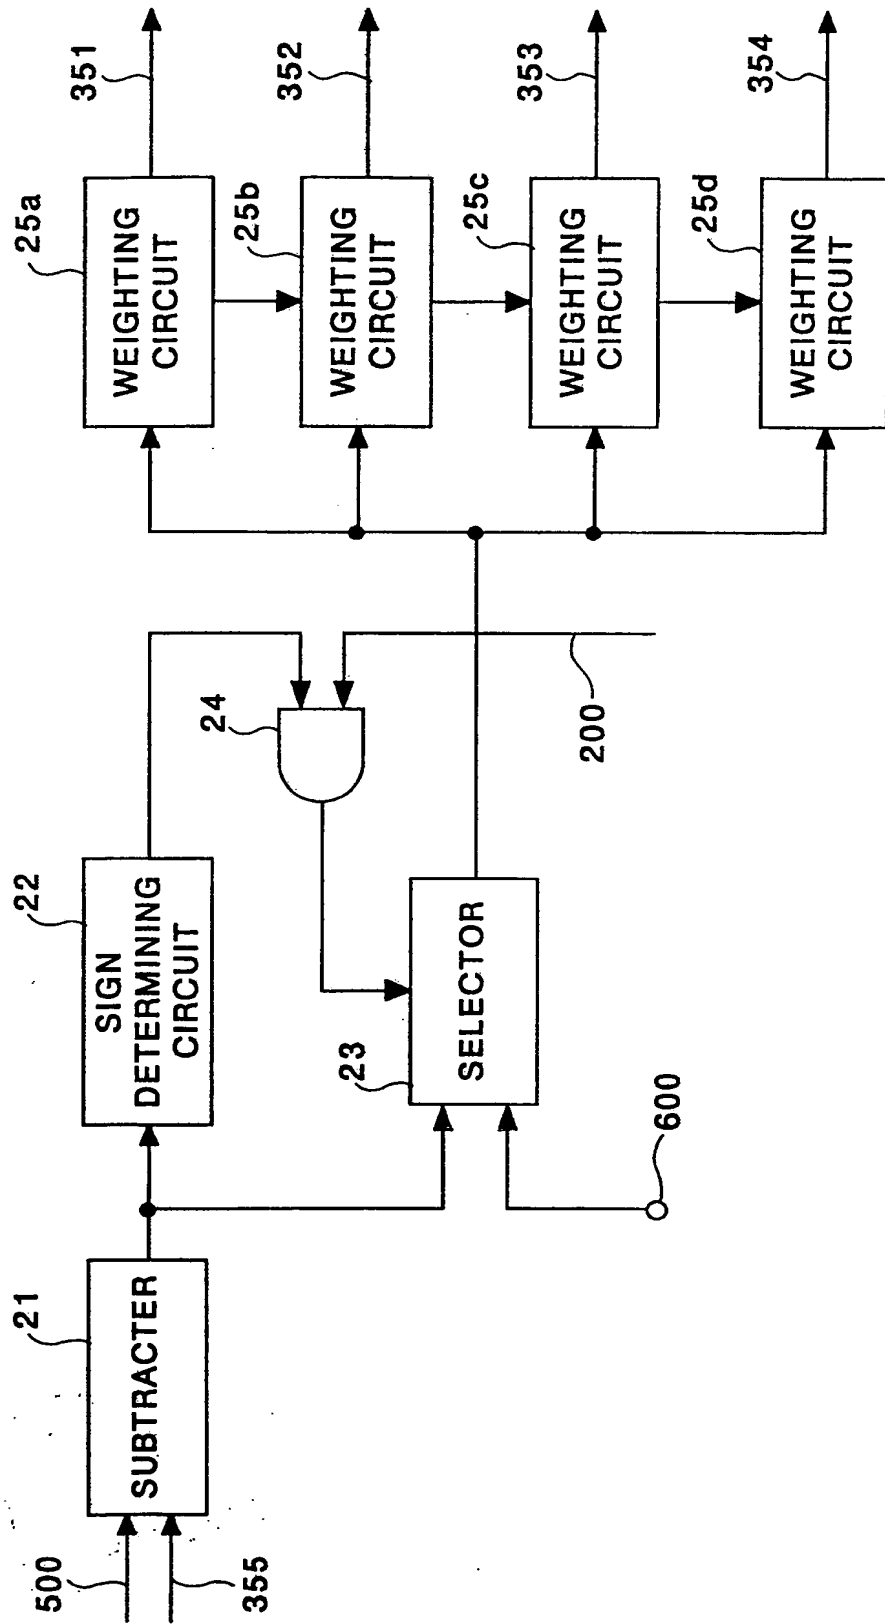 500
355
21
SUBTRACTER
22
SIGN
DETERMINING
CIRCUIT
24
200
23
SELECTOR
600
25a
WEIGHTING
CIRCUIT
351
25b
WEIGHTING
CIRCUIT
352
25c
WEIGHTING
CIRCUIT
353
25d
WEIGHTING
CIRCUIT
354